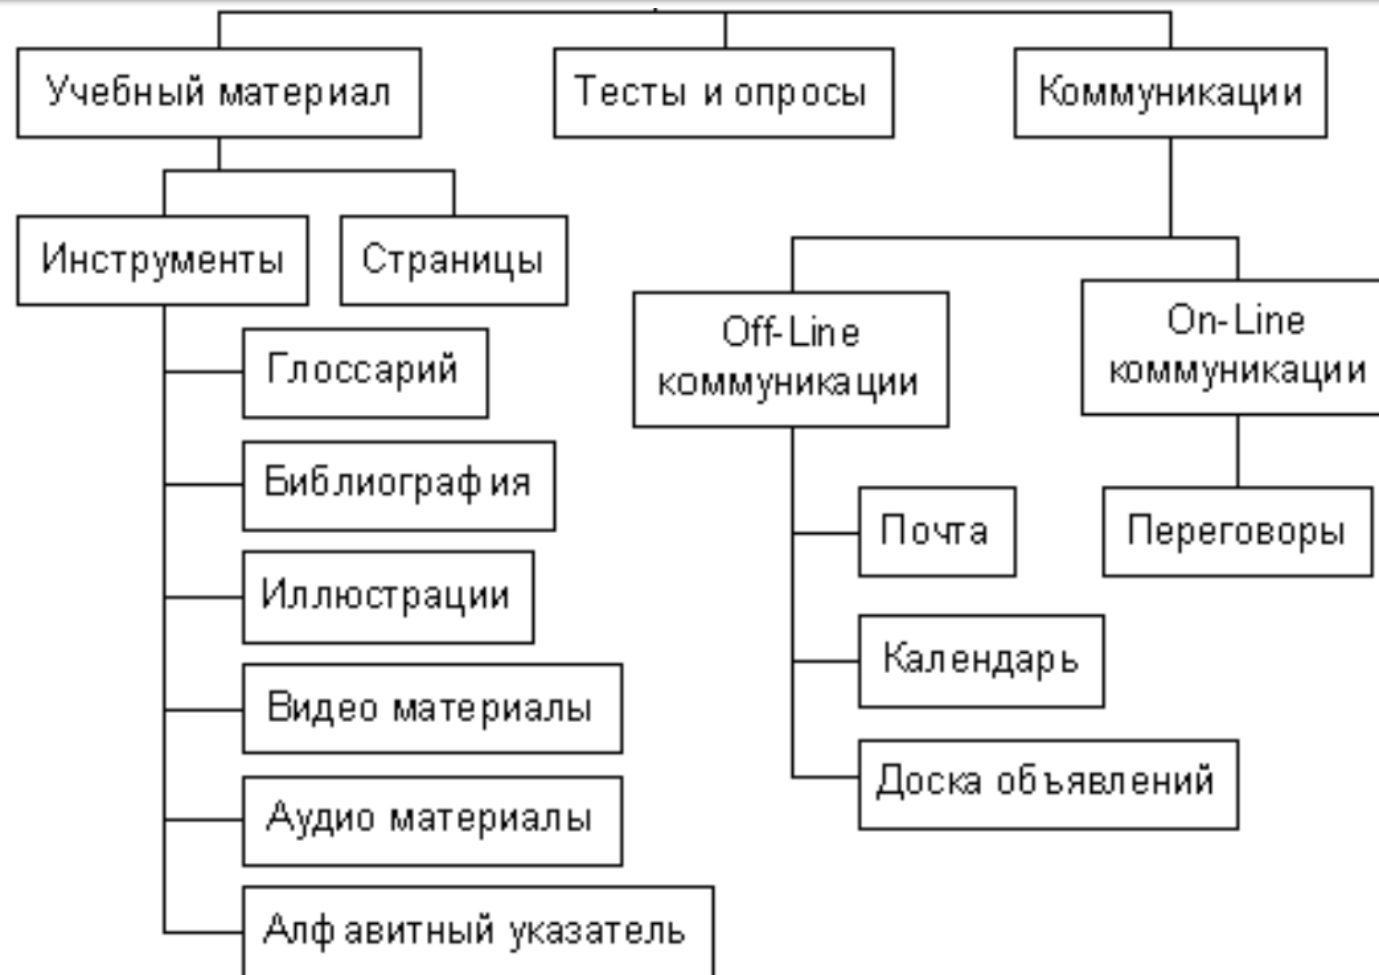 Учебный материал
Тесты и опросы
Коммуникации
Инструменты
Страницы
Off-Line
коммуникации
On-Line
коммуникации
Глоссарий
Библиография
Иллюстрации
Видео материалы
Аудио материалы
Алфавитный указатель
Почта
Календарь
Доска объявлений
Переговоры